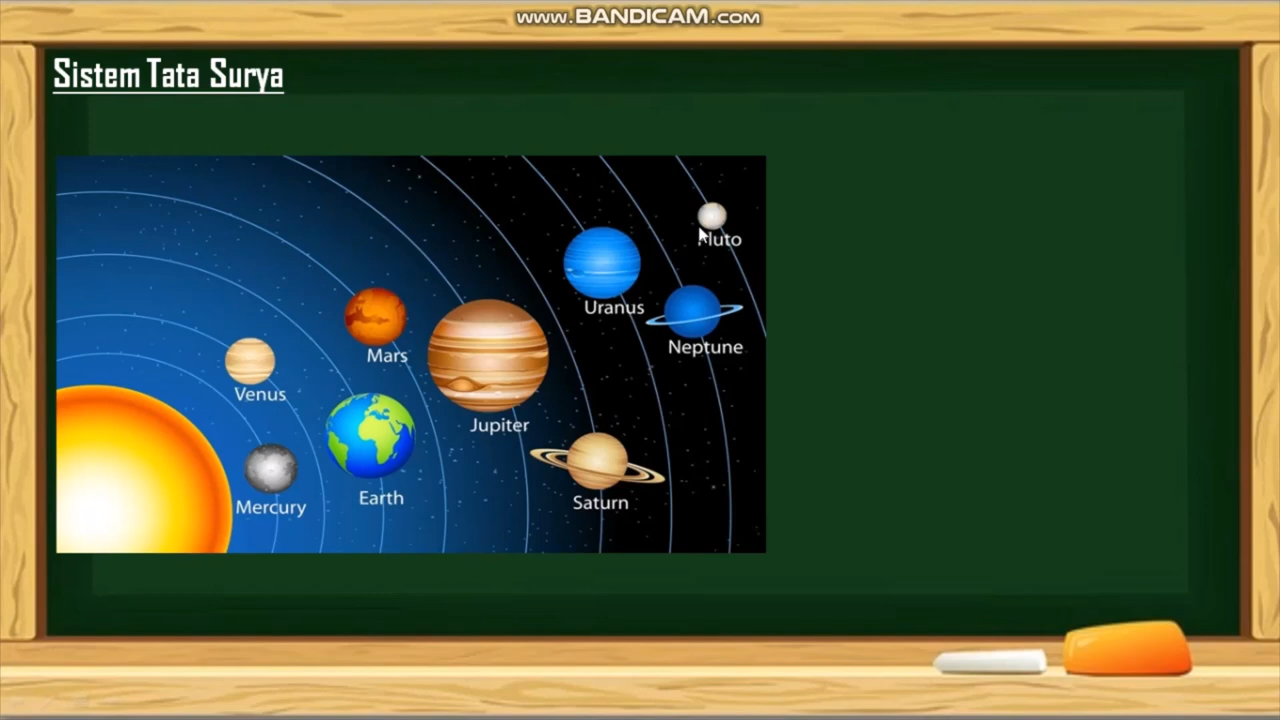 www.BANDICAM.com
Sistem Tata Surya
Pluto
Uranus
Neptune
Mars
Venus
Jupiter
Earth
Saturn
Mercury